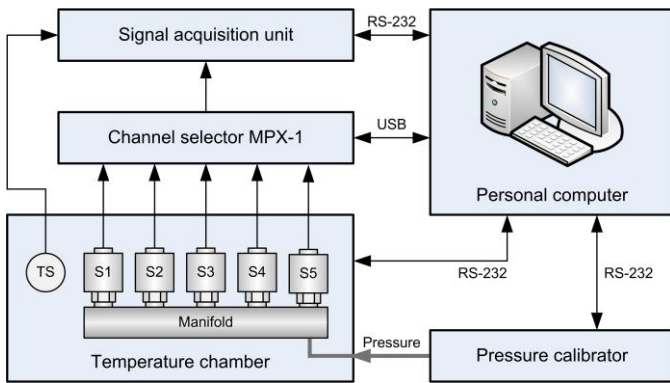 Signal acquisition unit
RS-232
Channel selector MPX-1
USB
Personal computer
TS
S1
S2
S3
S4
S5
Manifold
Temperature chamber
RS-232
RS-232
Pressure
Pressure calibrator